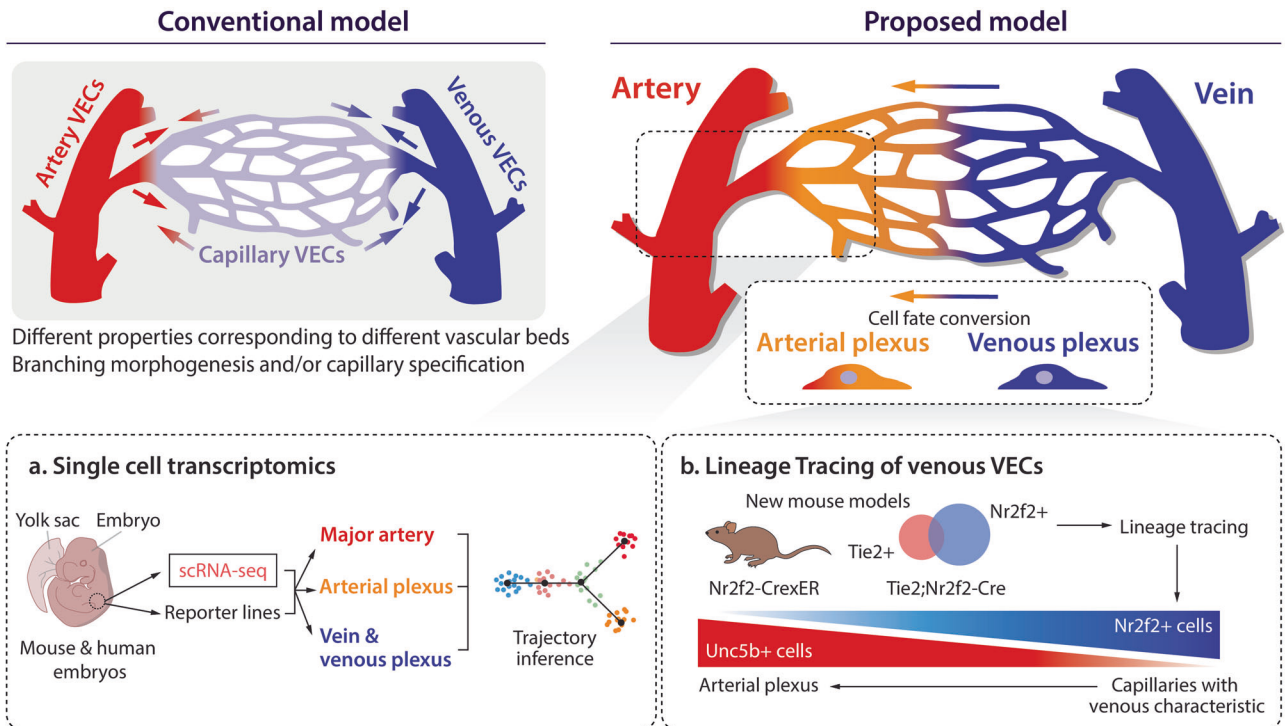 Conventional model
Artery VECs
Venous VECs
Capillary VECs
Different properties corresponding to different vascular beds
Branching morphogenesis and/or capillary specification
Proposed model
Artery
Vein
Cell fate conversion
Arterial plexus
Venous plexus
a. Single cell transcriptomics
Yolk sac
Embryo
Mouse & human
embryos
scRNA-seq
Reporter lines
Major artery
Arterial plexus
Vein &
venous plexus
Trajectory
inference
b. Lineage Tracing of venous VECs
New mouse models
Nr2f2-CrexER
Tie2+
Nr2f2+
Tie2;Nr2f2-Cre
Lineage tracing
Nr2f2+ cells
Unc5b+ cells
Arterial plexus
Capillaries with
venous characteristic